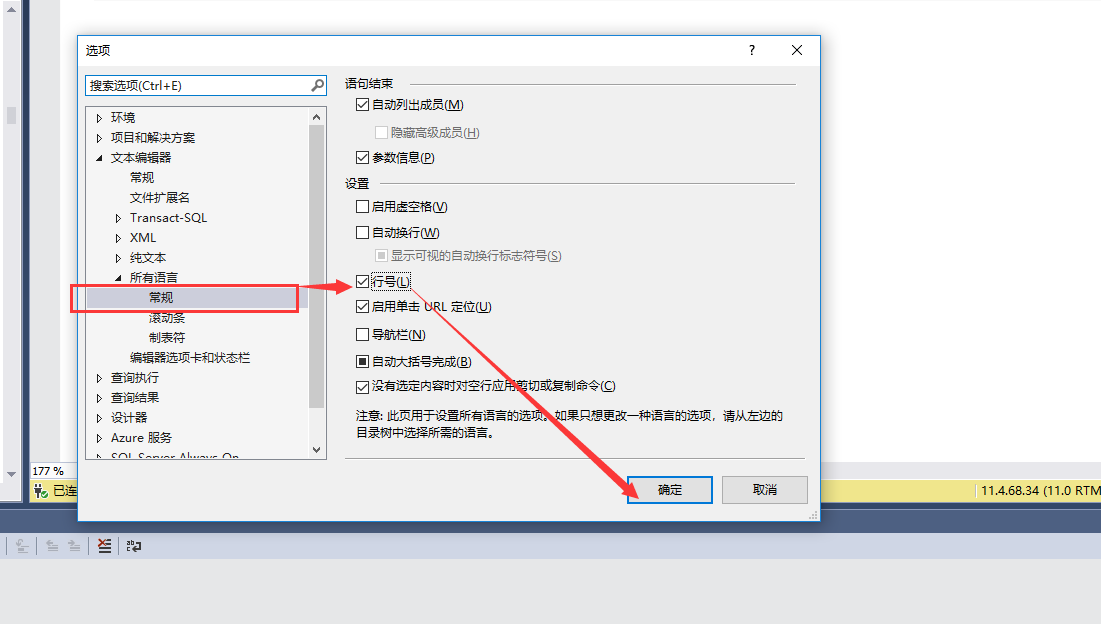 选项
?
搜索选项(Ctrl+E)
环境
项目和解决方案
文本编辑器
常规
文件扩展名
Transact-SQL
XML
纯文本
所有语言
常规
滚动条
制表符
编辑器选项卡和状态栏
查询执行
查询结果
设计器
Azure 服务
SQL Server Always On
语句结束
自动列出成员(M)
隐藏高级成员(H)
参数信息(P)
设置
启用虚空格(V)
自动换行(W)
显示可视的自动换行标志符号(S)
行号(L)
启用单击 URL 定位(U)
导航栏(N)
自动大括号完成(B)
没有选定内容时对空行应用剪切或复制命令(C)
注意: 此页用于设置所有语言的选项。如果只想更改一种语言的选项，请从左边的
目录树中选择所需的语言。
确定
取消
177 %
已连
11.4.68.34 (11.0 RTM